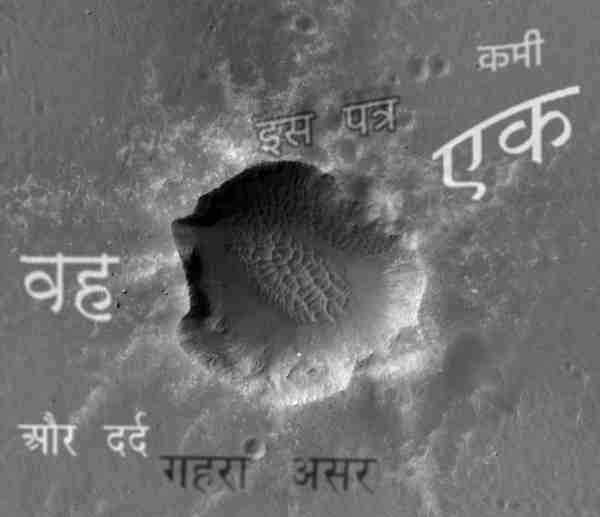 कमी
एक
इस पत्र
वह
और दर्द
गहरा असर